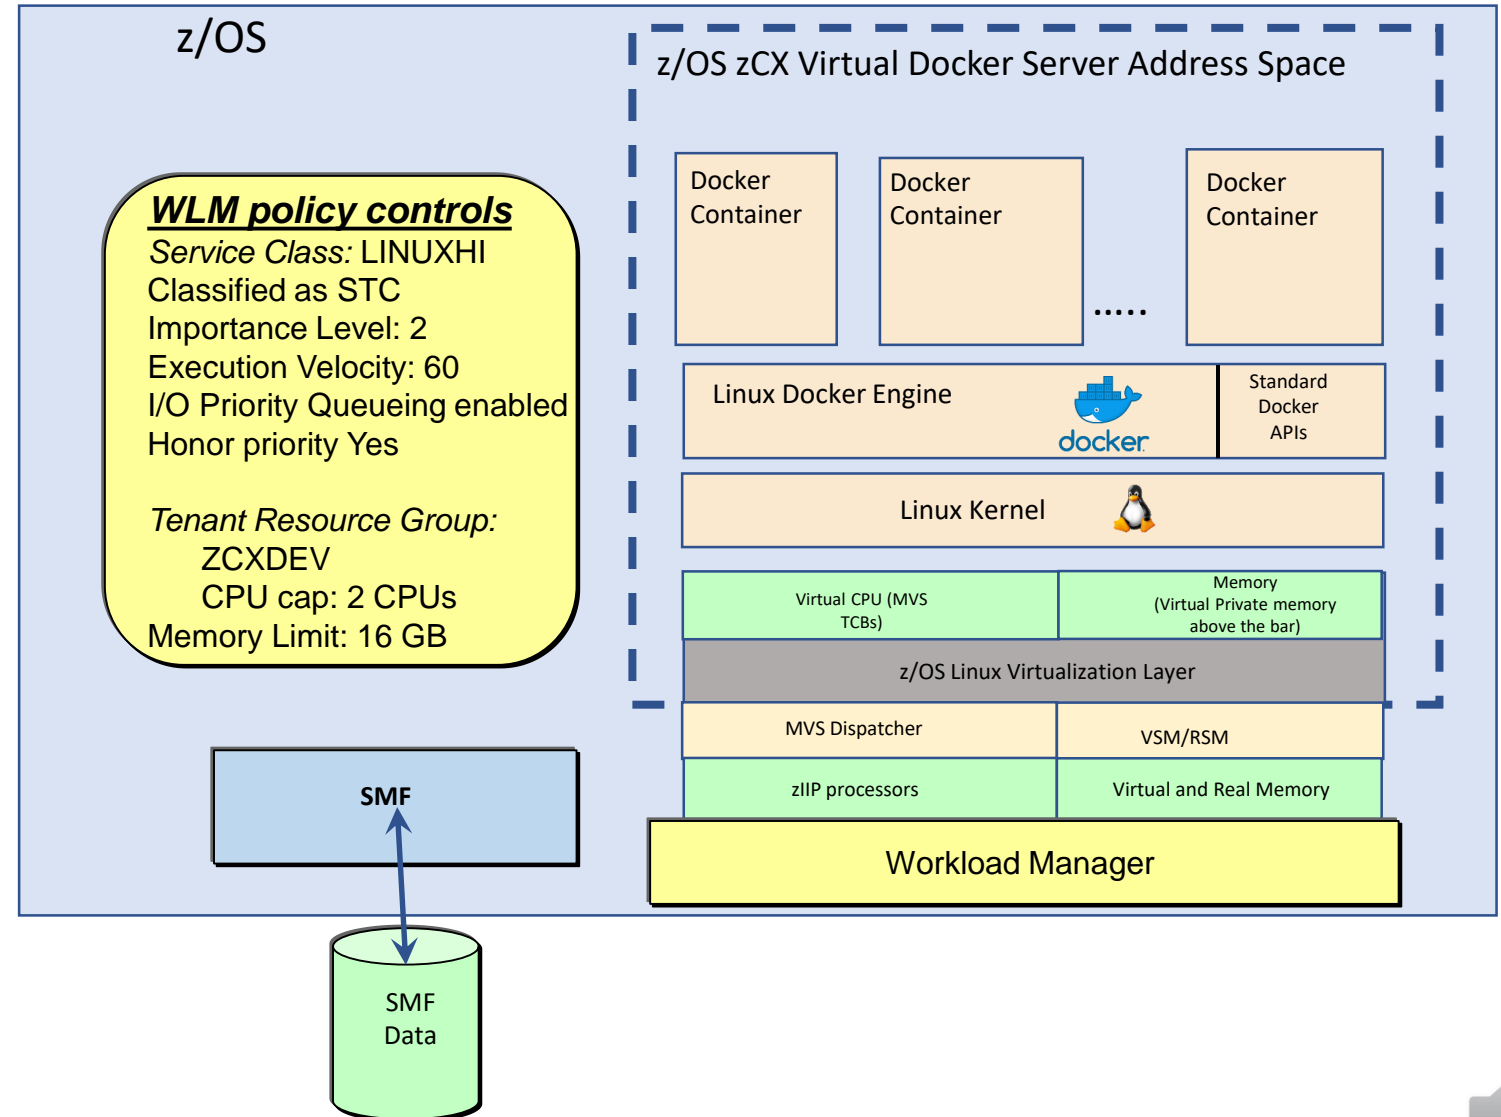 z/OS
z/OS zCX Virtual Docker Server Address Space
WLM policy controls
Service Class: LINUXHI
Classified as STC
Importance Level: 2
Execution Velocity: 60
I/O Priority Queueing enabled
Honor priority Yes
Tenant Resource Group:
ZCXDEV
CPU cap: 2 CPUs
Memory Limit: 16 GB
Docker
Container
Docker
Container
.....
Docker
Container
Linux Docker Engine
docker
Standard
Docker
APIs
Linux Kernel
Virtual CPU (MVS
TCBs)
Memory
(Virtual Private memory
above the bar)
z/OS Linux Virtualization Layer
MVS Dispatcher
VSM/RSM
zIIP processors
Virtual and Real Memory
Workload Manager
SMF
SMF
Data